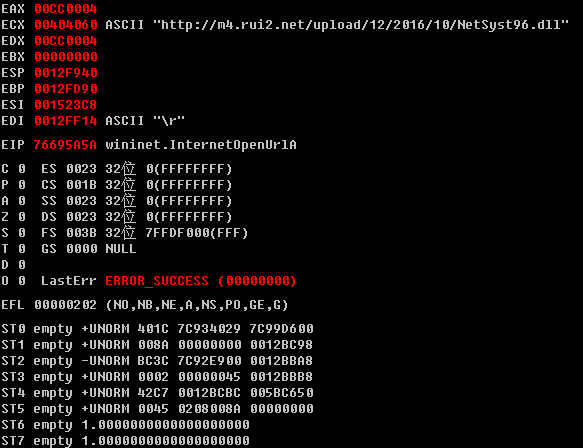 EAX 00CC0004
ECX 00404060 ASCII "http://m4.rui2.net/upload/12/2016/10/NetSyst96.dll"
EDX 00CC0004
EBX 00000000
ESP 0012F940
EBP 0012FD90
ESI 001523C8
EDI 0012FF14 ASCII "\r"
EIP 76695A5A wininet.InternetOpenUrlA
C 0 ES 0023 32位 0(FFFFFFFF)
P 0 CS 001B 32位 0(FFFFFFFF)
A 0 SS 0023 32位 0(FFFFFFFF)
Z 0 DS 0023 32位 0(FFFFFFFF)
S 0 FS 003B 32位 7FFDF000(FFF)
T 0 GS 0000 NULL
D 0
O 0 LastErr ERROR_SUCCESS (00000000)
EFL 00000202 (NO,NB,NE,A,NS,PO,GE,G)
ST0 empty +UNORM 401C 7C934029 7C99D600
ST1 empty +UNORM 008A 00000000 0012BC98
ST2 empty -UNORM BC3C 7C92E900 0012BBA8
ST3 empty +UNORM 0002 00000045 0012BBB8
ST4 empty +UNORM 42C7 0012BCBC 005BC650
ST5 empty +UNORM 0045 0208008A 00000000
ST6 empty 1.0000000000000000000
ST7 empty 1.0000000000000000000